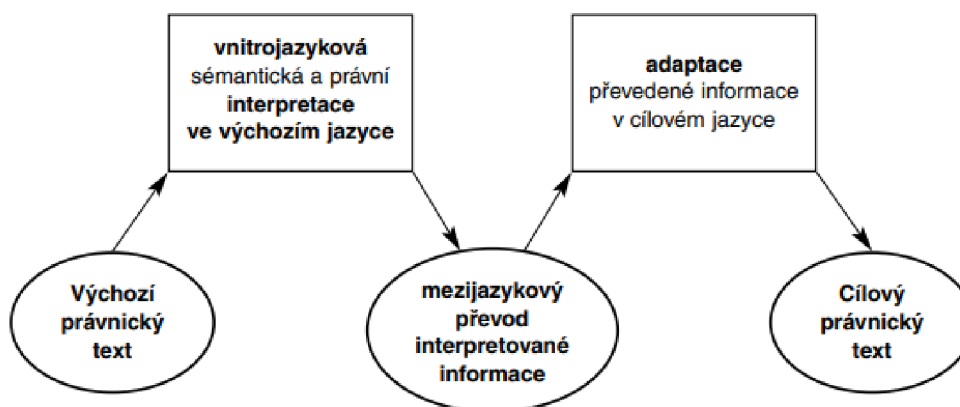 vnitrojazyková
sémantická a právní
interpretace
ve výchozím jazyce
adaptace
převedené informace
v cílovém jazyce
Výchozí
právnický
text
mezijazykový
převod
interpretované
informace
Cílový
právnický
text